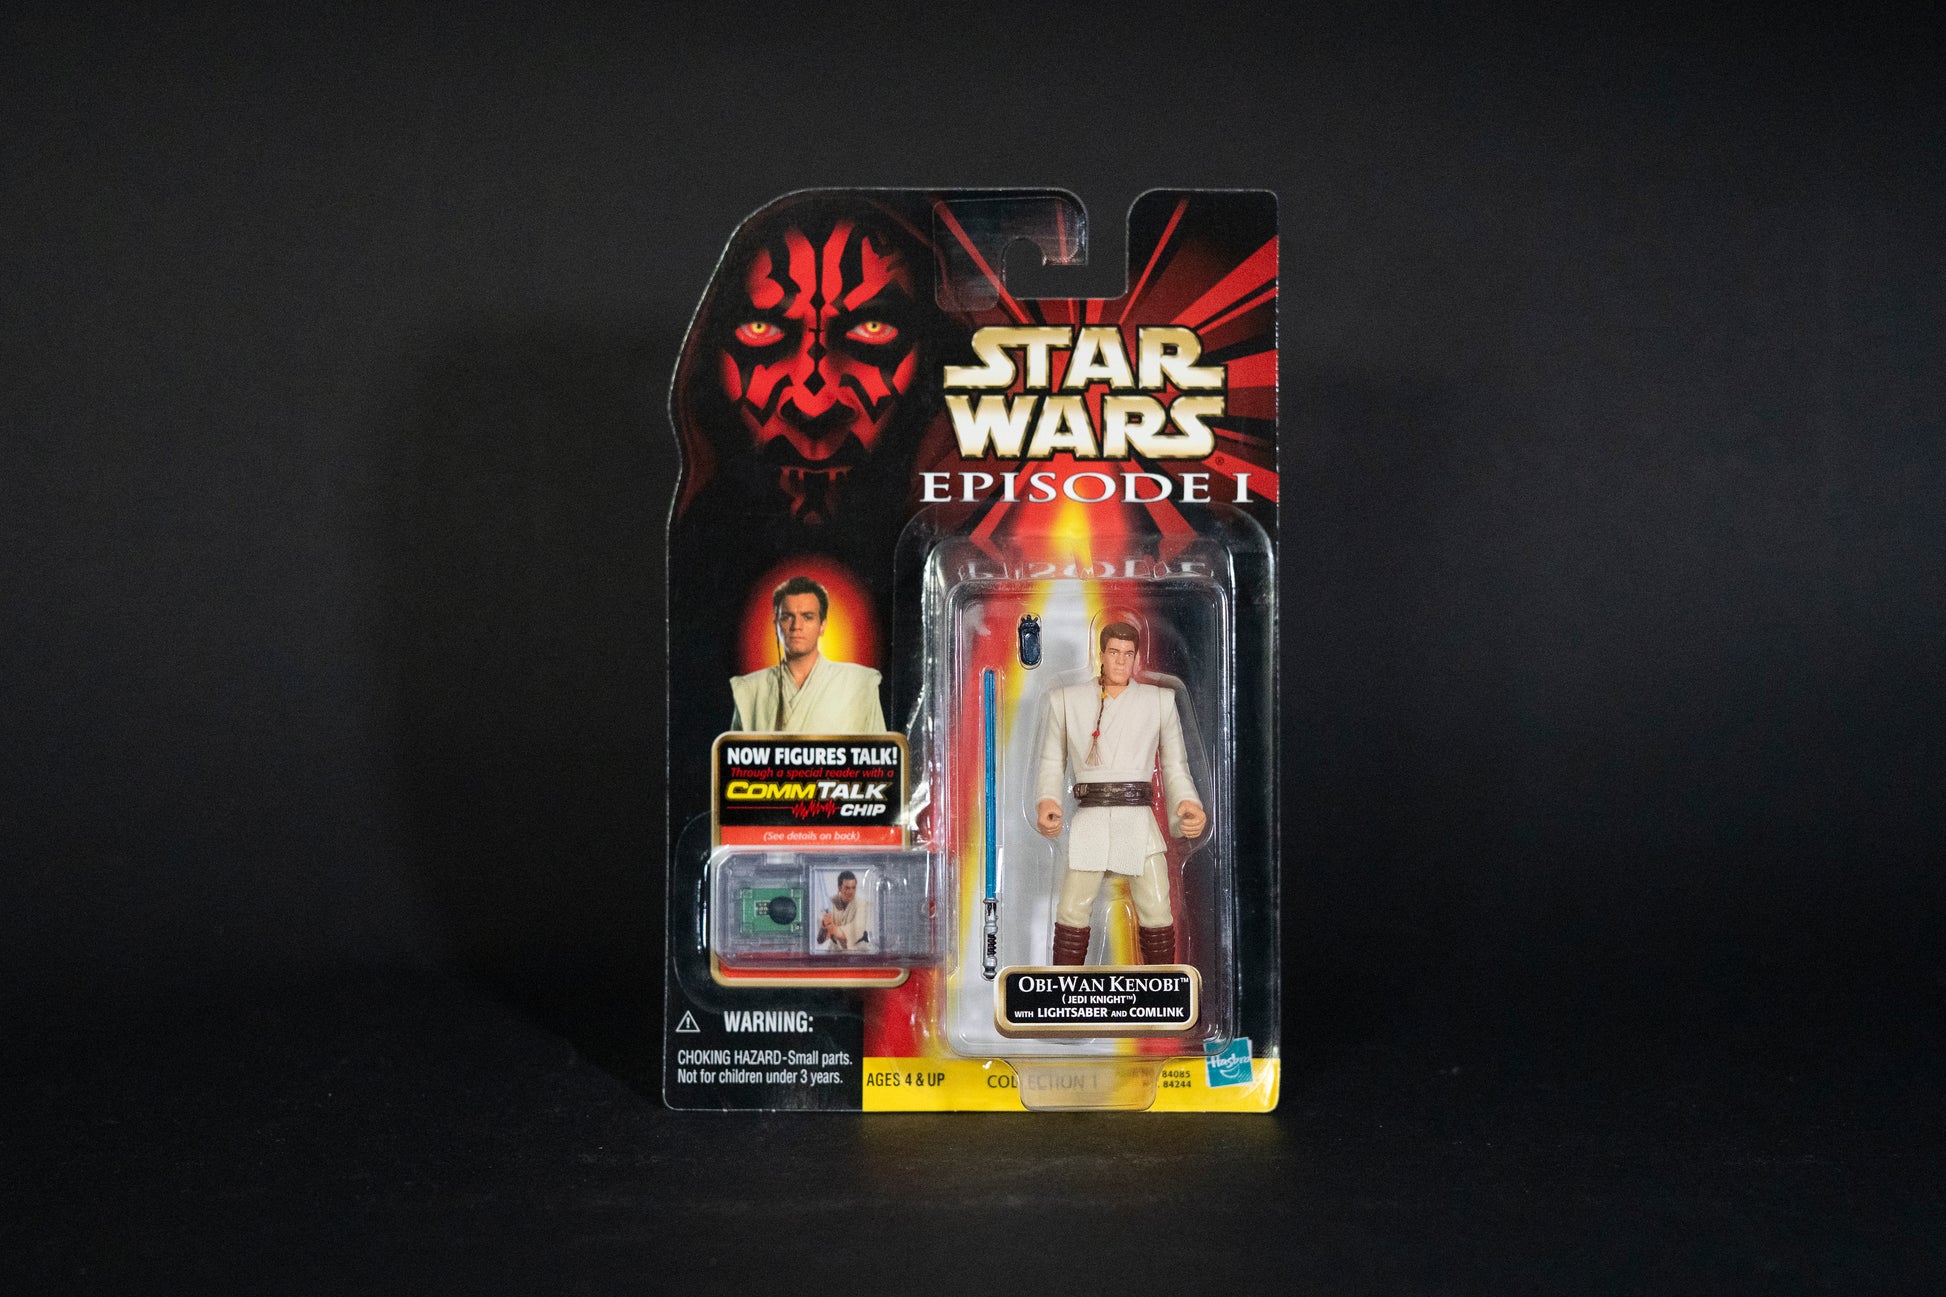 STAR
WARS®
EPISODE I
NOW FIGURES TALK!
Through a special reader with a
COMMTALK
CHIP
(See details on back)
OBI-WAN KENOBI™
(JEDI KNIGHT™)
WITH LIGHTSABER AND COMLINK
WARNING:
CHOKING HAZARD-Small parts.
Not for children under 3 years.
AGES 4 & UP
COLLECTION 1
84085
84244
Hasbro